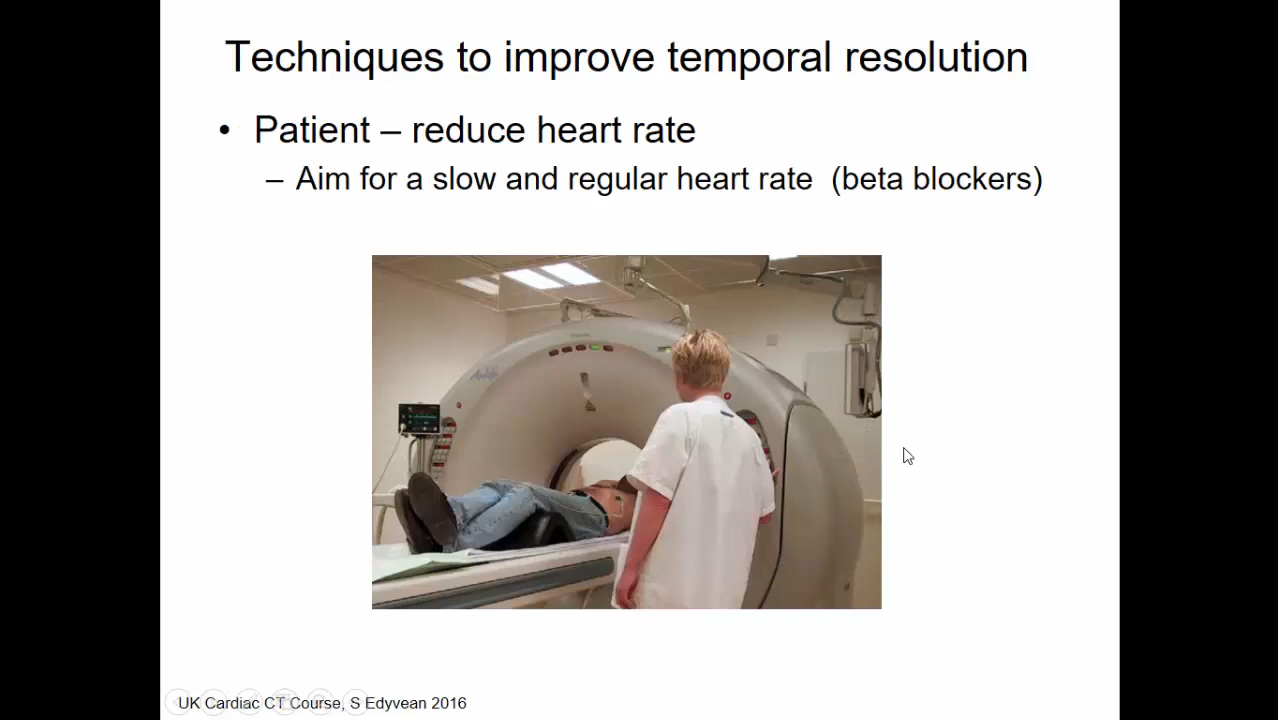 Techniques to improve temporal resolution
• Patient – reduce heart rate
– Aim for a slow and regular heart rate (beta blockers)
UK Cardiac CT Course, S Edyvean 2016